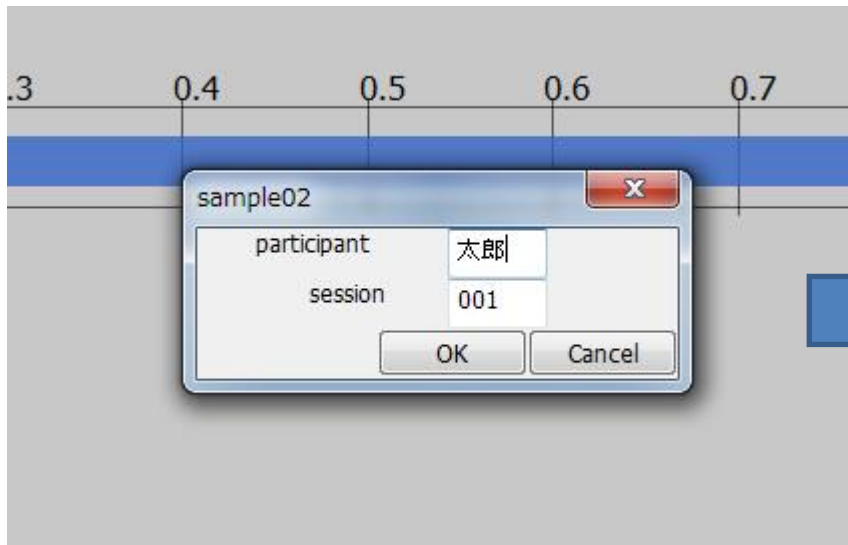 .3 0.4 0.5 0.6 0.7
sample02
participant 太郎
session 001
OK Cancel